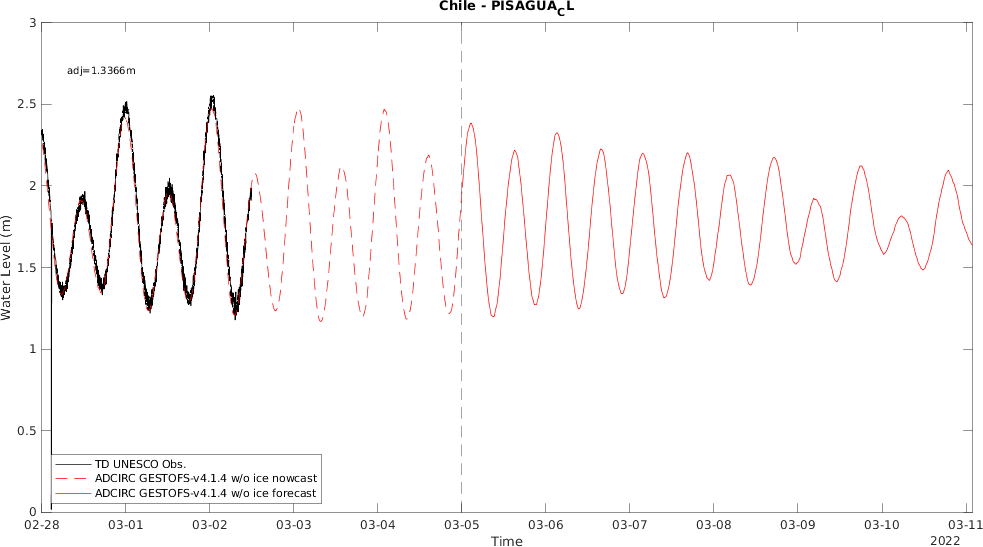 Chile - PISAGUA_CL
3
adj=1.3366m
2.5
2
1.5
1
0.5
0
Water Level (m)
TD UNESCO Obs.
ADCIRC GESTOFS-v4.1.4 w/o ice nowcast
ADCIRC GESTOFS-v4.1.4 w/o ice forecast
02-28 03-01 03-02 03-03 03-04 03-05 03-06 03-07 03-08 03-09 03-10 03-11
Time
2022